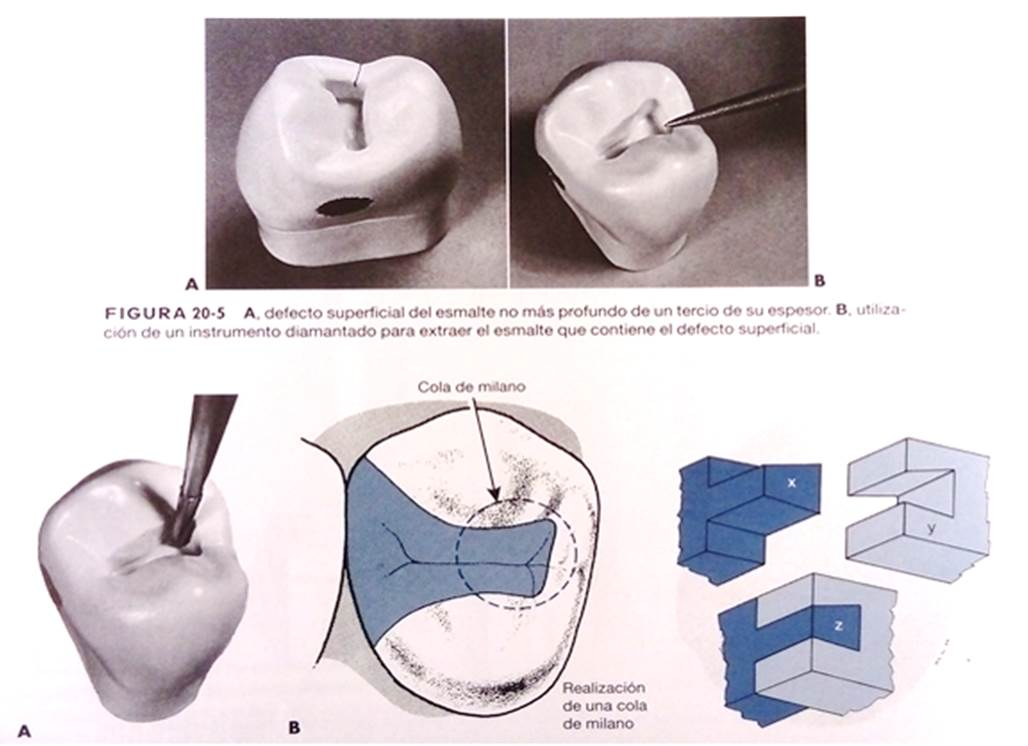 A
B
FIGURA 20-5 A, defecto superficial del esmalte no más profundo de un tercio de su espesor. B, utiliza-
ción de un instrumento diamantado para extraer el esmalte que contiene el defecto superficial.
Cola de milano
x
y
z
Realización
de una cola
de milano
A
B